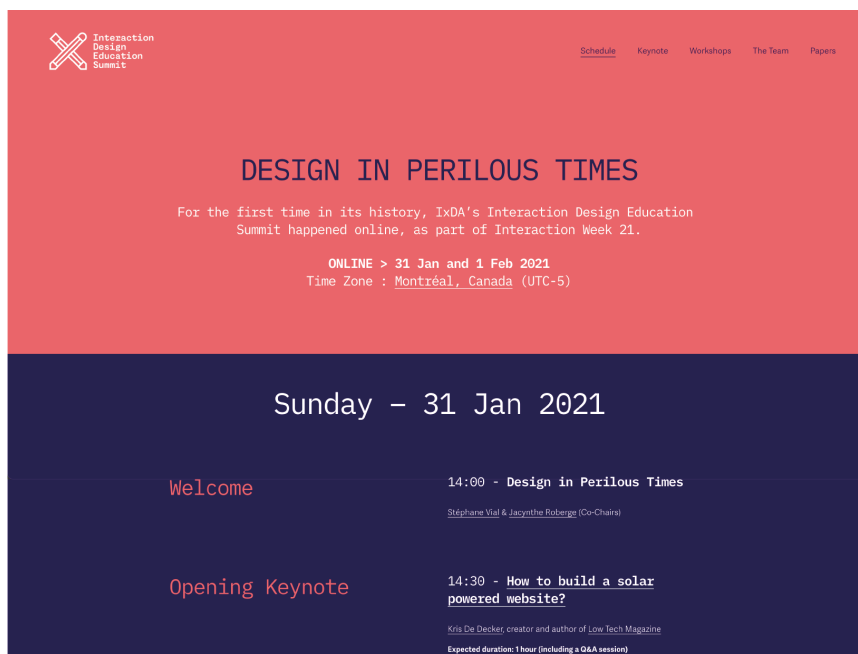 Interaction
Design
Education
Summit
Schedule Keynote Workshops The Team Papers
DESIGN IN PERILOUS TIMES
For the first time in its history, IxDA’s Interaction Design Education
Summit happened online, as part of Interaction Week 21.
ONLINE > 31 Jan and 1 Feb 2021
Time Zone : Montréal, Canada (UTC-5)
Sunday – 31 Jan 2021
Welcome
14:00 - Design in Perilous Times
Stéphane Vial & Jacynthe Roberge (Co-Chairs)
Opening Keynote
14:30 - How to build a solar
powered website?
Kris De Decker, creator and author of Low Tech Magazine
Expected duration: 1 hour (including a Q&A session)